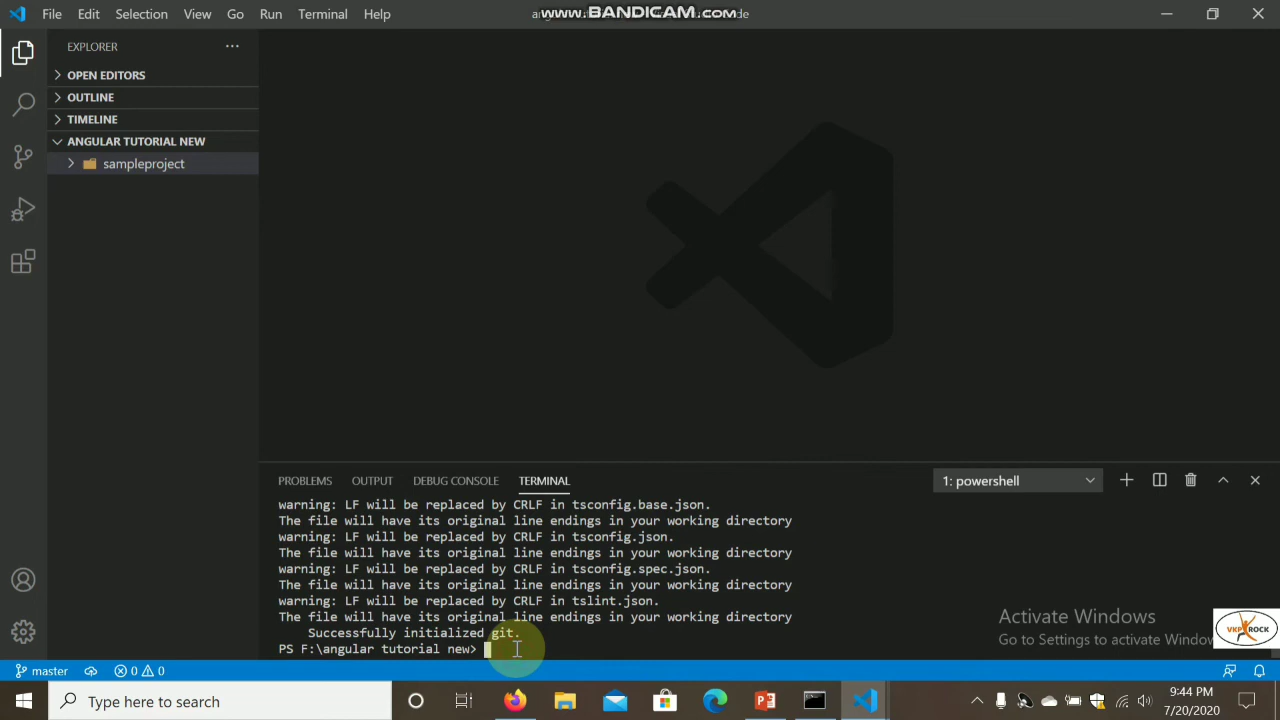 File Edit Selection View Go Run Terminal Help
www.BANDICAM.com
EXPLORER
OPEN EDITORS
OUTLINE
TIMELINE
ANGULAR TUTORIAL NEW
sampleproject
PROBLEMS OUTPUT DEBUG CONSOLE TERMINAL 1: powershell
warning: LF will be replaced by CRLF in tsconfig.base.json.
The file will have its original line endings in your working directory
warning: LF will be replaced by CRLF in tsconfig.json.
The file will have its original line endings in your working directory
warning: LF will be replaced by CRLF in tsconfig.spec.json.
The file will have its original line endings in your working directory
warning: LF will be replaced by CRLF in tslint.json.
The file will have its original line endings in your working directory
Successfully initialized git.
PS F:\angular tutorial new>
Activate Windows
Go to Settings to activate Windo
VKP ROCK
master 0 0
Type here to search
9:44 PM
7/20/2020